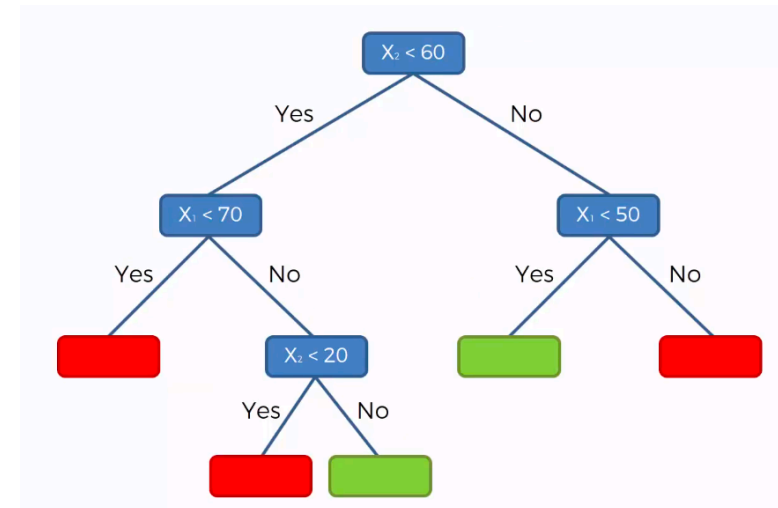 X₂ < 60
Yes
No
X₁ < 70
X₁ < 50
Yes
No
Yes
No
X₂ < 20
Yes
No